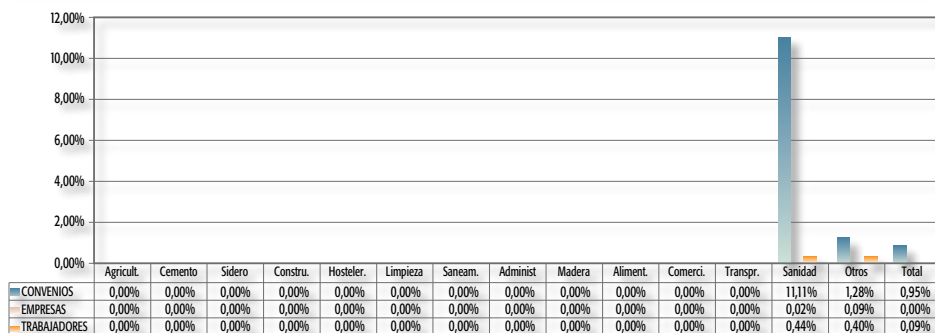 12,00%
10,00%
8,00%
6,00%
4,00%
2,00%
0,00%
Agricult. Cemento Sidero Constru. Hosteler. Limpieza Saneam. Administ Madera Aliment. Comerci. Transpr. Sanidad Otros Total
CONVENIOS 0,00% 0,00% 0,00% 0,00% 0,00% 0,00% 0,00% 0,00% 0,00% 0,00% 0,00% 0,00% 11,11% 1,28% 0,95%
EMPRESAS 0,00% 0,00% 0,00% 0,00% 0,00% 0,00% 0,00% 0,00% 0,00% 0,00% 0,00% 0,00% 0,02% 0,09% 0,00%
TRABAJADORES 0,00% 0,00% 0,00% 0,00% 0,00% 0,00% 0,00% 0,00% 0,00% 0,00% 0,00% 0,00% 0,44% 0,40% 0,09%